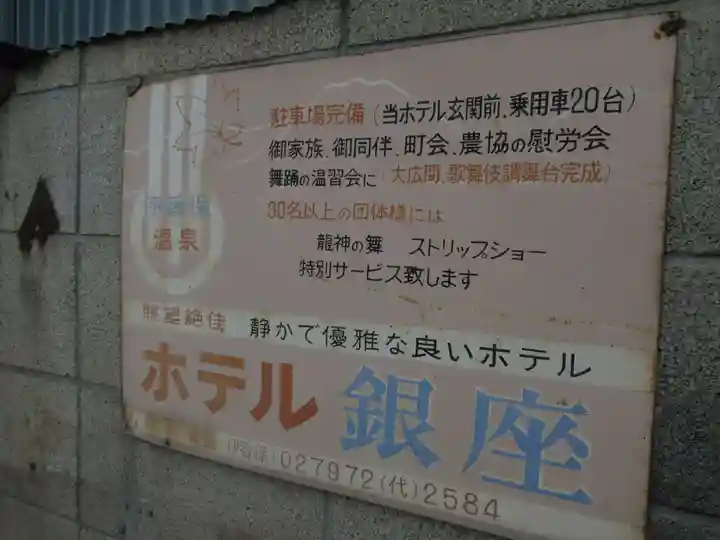 駐車場完備(当ホテル玄関前、乗用車20台)
御家族、御同伴、町会、農協の慰労会
舞踊の温習会に(大広間、歌舞伎調舞台完成)
30名以上の団体様には
龍神の舞 ストリップショー
特別サービス致します
温泉
眺望絶佳 静かで優雅な良いホテル
ホテル銀座
(伊香保)027972(代)2584